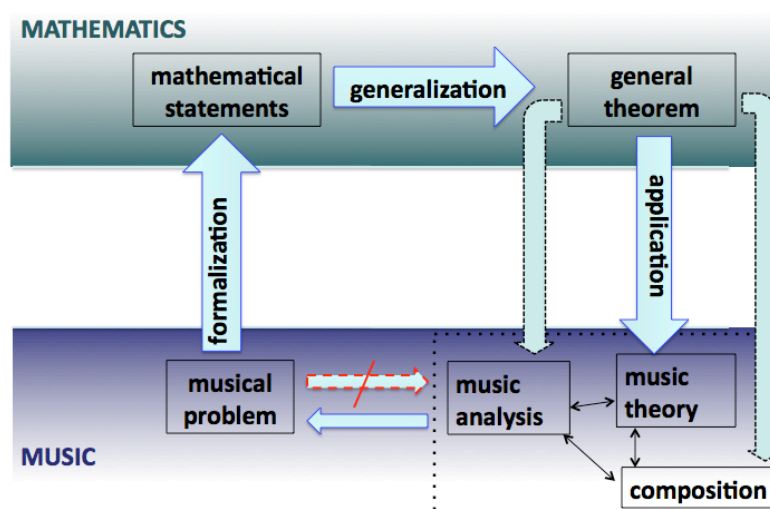 MATHEMATICS
mathematical
statements
generalization
general
theorem
formalization
application
musical
problem
music
analysis
music
theory
MUSIC
composition